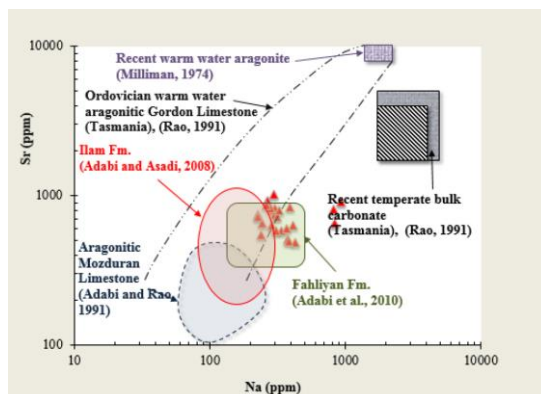 10000
Recent warm water aragonite
(Milliman, 1974)
Ordovician warm water
aragonitic Gordon Limestone
(Tasmania), (Rao, 1991)
Ilam Fm.
(Adabi and Asadi, 2008)
Sr (ppm)
1000
Recent temperate bulk
carbonate
(Tasmania), (Rao, 1991)
Aragonitic
Mozduran
Limestone
(Adabi and Rao,
1991)
Fahliyan Fm.
(Adabi et al., 2010)
100
10
100
1000
10000
Na (ppm)